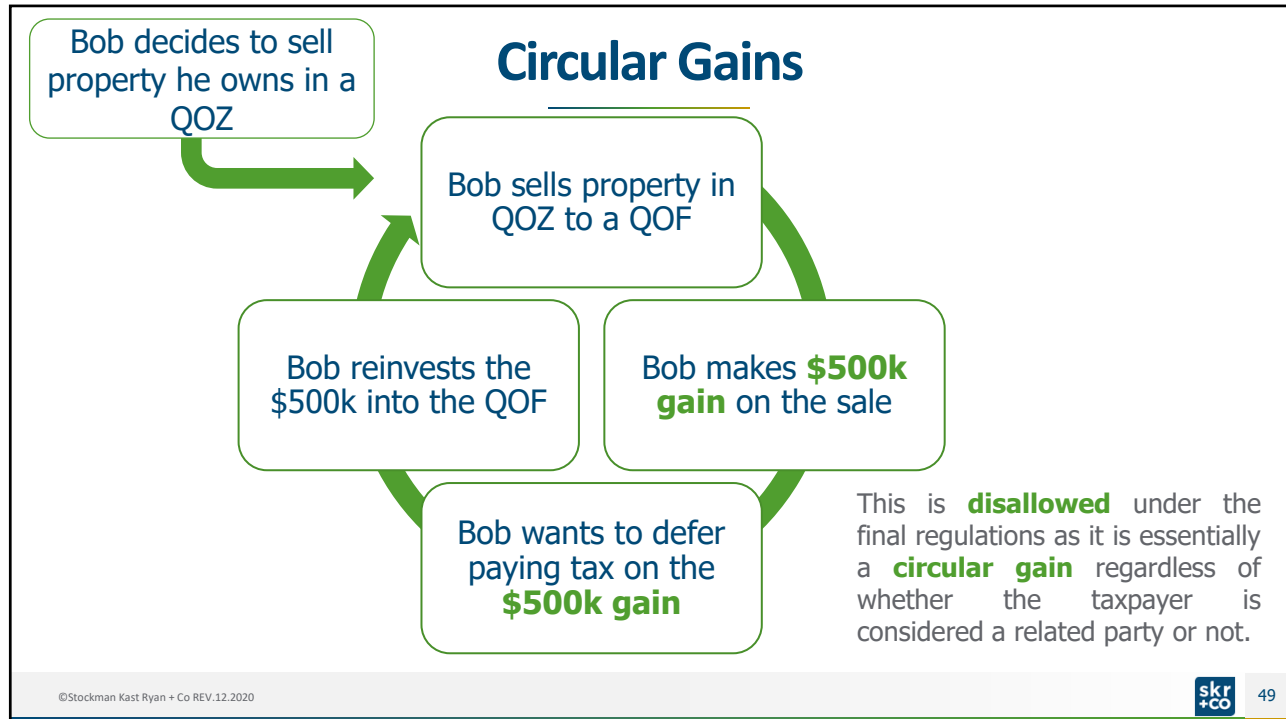 Bob decides to sell
property he owns in a
QOZ
Circular Gains
Bob sells property in
QOZ to a QOF
Bob makes $500k
gain on the sale
Bob wants to defer
paying tax on the
$500k gain
Bob reinvests the
$500k into the QOF
This is disallowed under the
final regulations as it is essentially
a circular gain regardless of
whether the taxpayer is
considered a related party or not.
©Stockman Kast Ryan + Co REV.12.2020
skr
+co
49